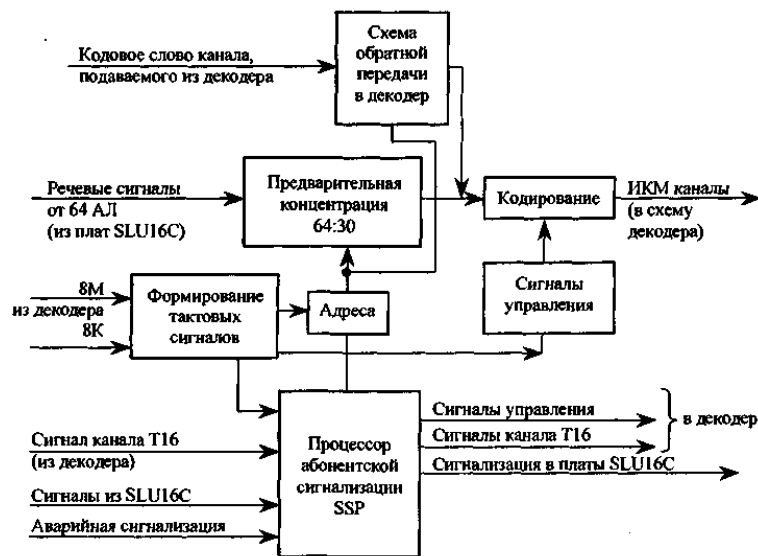 Схема
обратной
передачи
в декодер
Кодовое слово канала,
подаваемого из декодера
Речевые сигналы
от 64 АЛ
(из плат SLU16C)
Предварительная
концентрация
64:30
Кодирование
ИКМ каналы
(в схему
декодера)
8М
из декодера
8К
Формирование
тактовых
сигналов
Адреса
Сигналы
управления
Сигнал канала Т16
(из декодера)
Сигналы из SLU16C
Аварийная сигнализация
Процессор
абонентской
сигнализации
SSP
Сигналы управления
Сигналы канала Т16
Сигнализация в платы SLU16C
в декодер